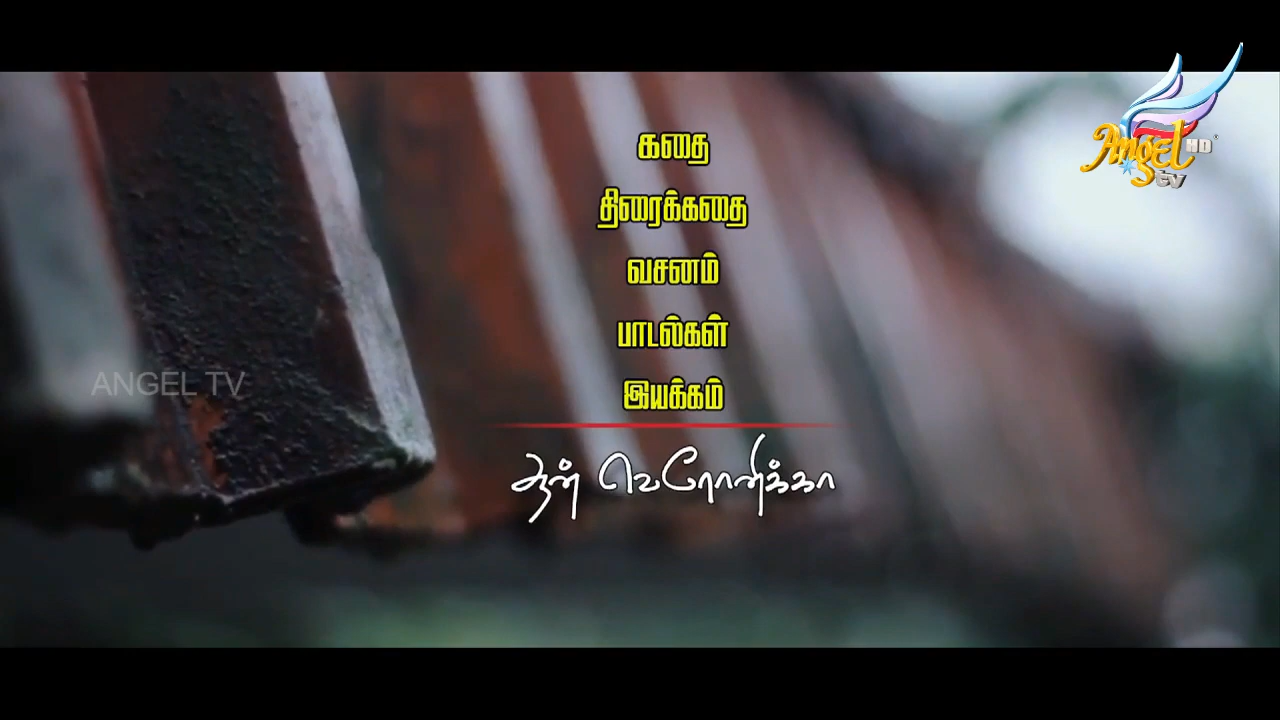 Angel HD
tv
கதை
திரைக்கதை
வசனம்
பாடல்கள்
இயக்கம்
ANGEL TV
ஆன் வெரோனிக்கா